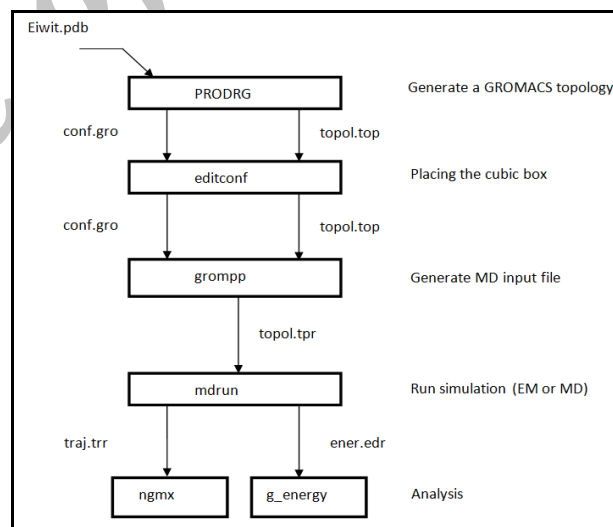 Eiwit.pdb
PRODRG
Generate a GROMACS topology
conf.gro
topol.top
editconf
Placing the cubic box
conf.gro
topol.top
grompp
Generate MD input file
topol.tpr
mdrun
Run simulation (EM or MD)
traj.trr
ener.edr
ngmx
g_energy
Analysis